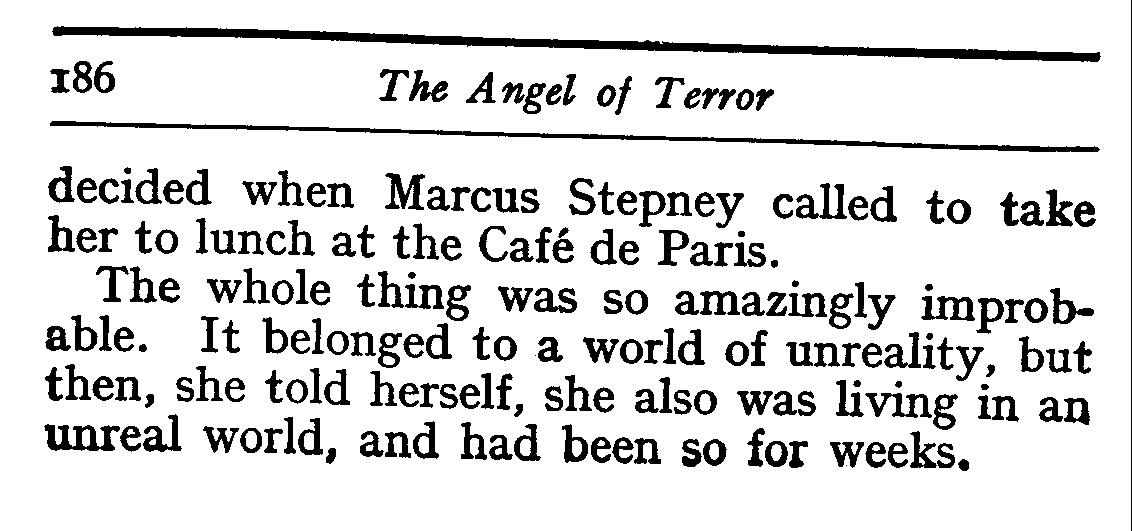 186 The Angel of Terror
decided when Marcus Stepney called to take
her to lunch at the Café de Paris.
The whole thing was so amazingly improb-
able. It belonged to a world of unreality, but
then, she told herself, she also was living in an
unreal world, and had been so for weeks.